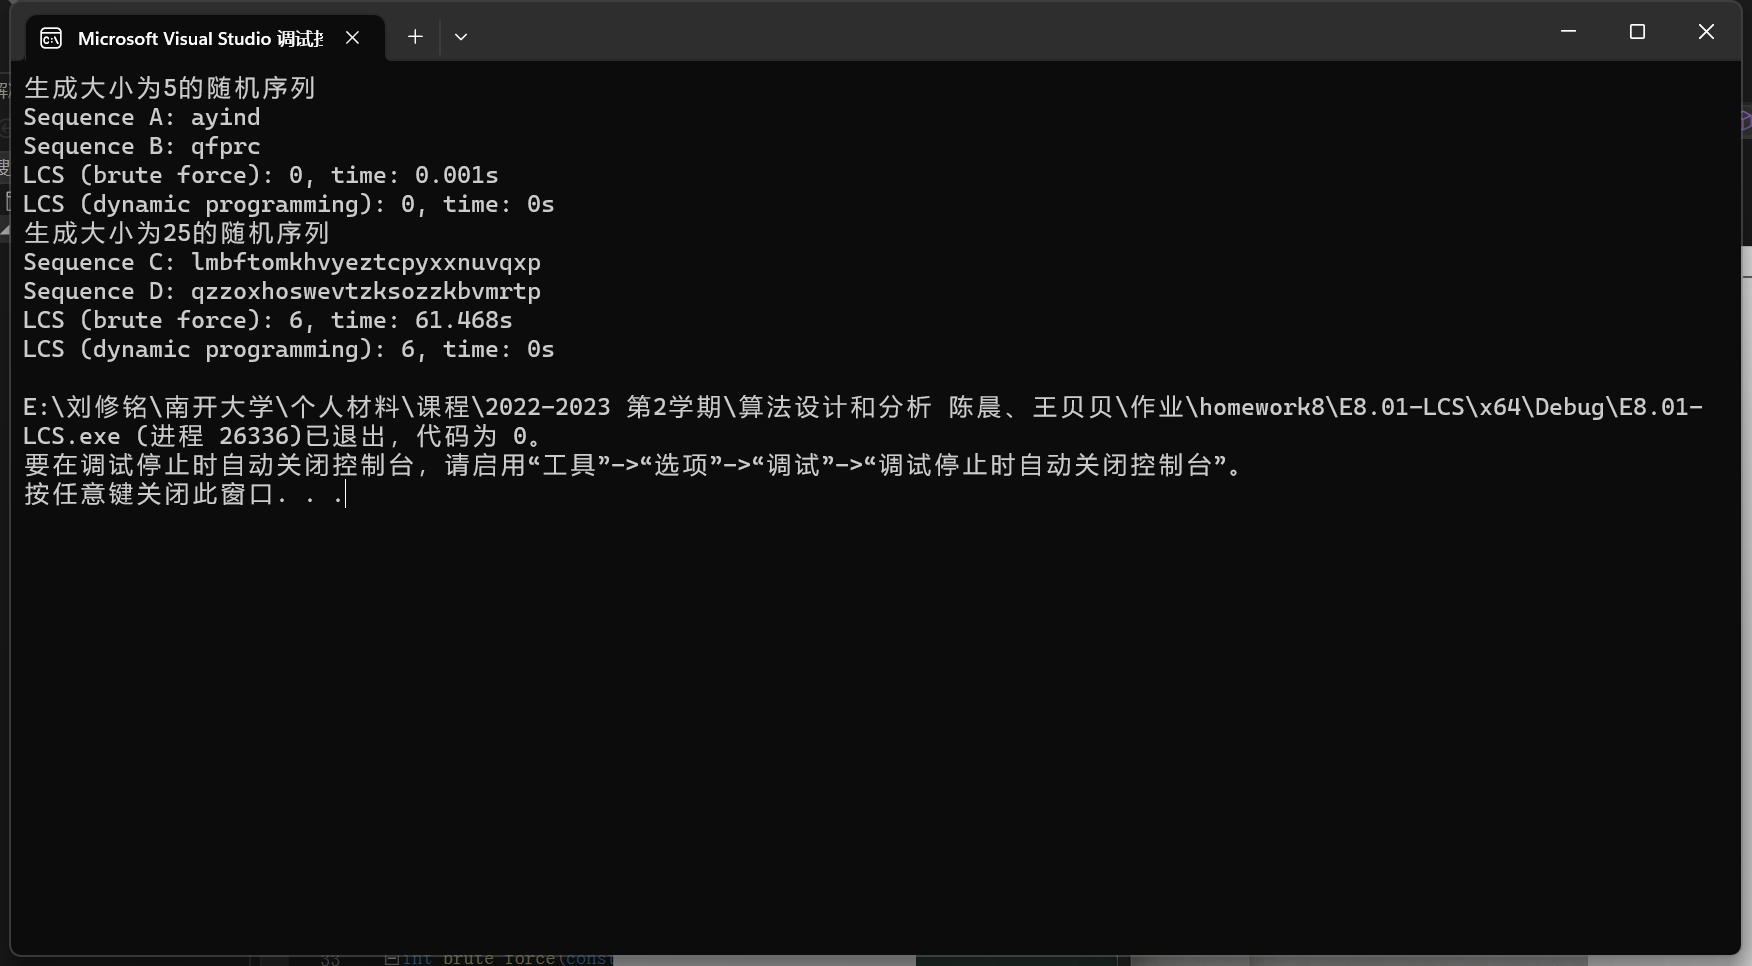 Microsoft Visual Studio 调试
生成大小为5的随机序列
Sequence A: ayind
Sequence B: qfprc
LCS (brute force): 0, time: 0.001s
LCS (dynamic programming): 0, time: 0s
生成大小为25的随机序列
Sequence C: lmbftomkhvyeztcpyxxnuvqxp
Sequence D: qzzoxhoswevtzksozzkbvmrtp
LCS (brute force): 6, time: 61.468s
LCS (dynamic programming): 6, time: 0s
E:\刘修铭\南开大学\个人材料\课程\2022-2023 第2学期\算法设计和分析 陈晨、王贝贝\作业\homework8\E8.01-LCS\x64\Debug\E8.01-
LCS.exe (进程 26336)已退出，代码为 0。
要在调试停止时自动关闭控制台，请启用“工具”->“选项”->“调试”->“调试停止时自动关闭控制台”。
按任意键关闭此窗口. . .
33 int brute force(const